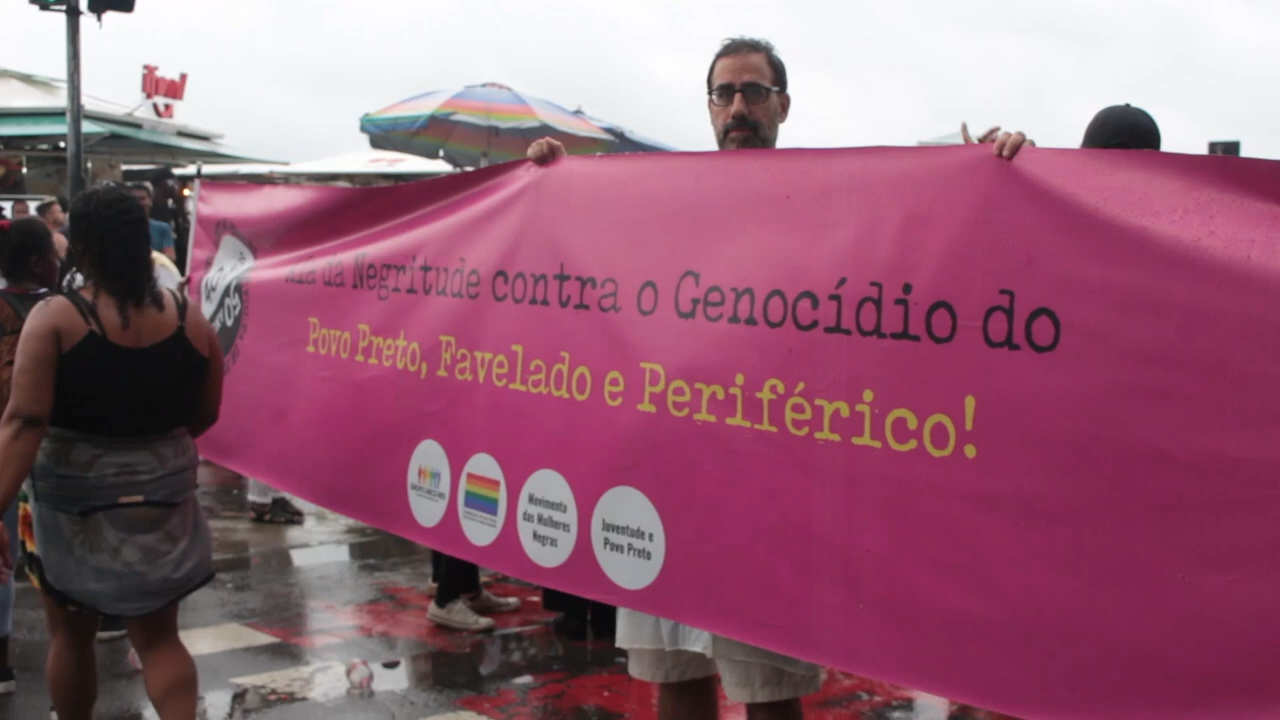 da Negritude contra o Genocídio do
Povo Preto, Favelado e Periférico!
Movimento
das Mulheres
Negras
Juventude e
Povo Preto